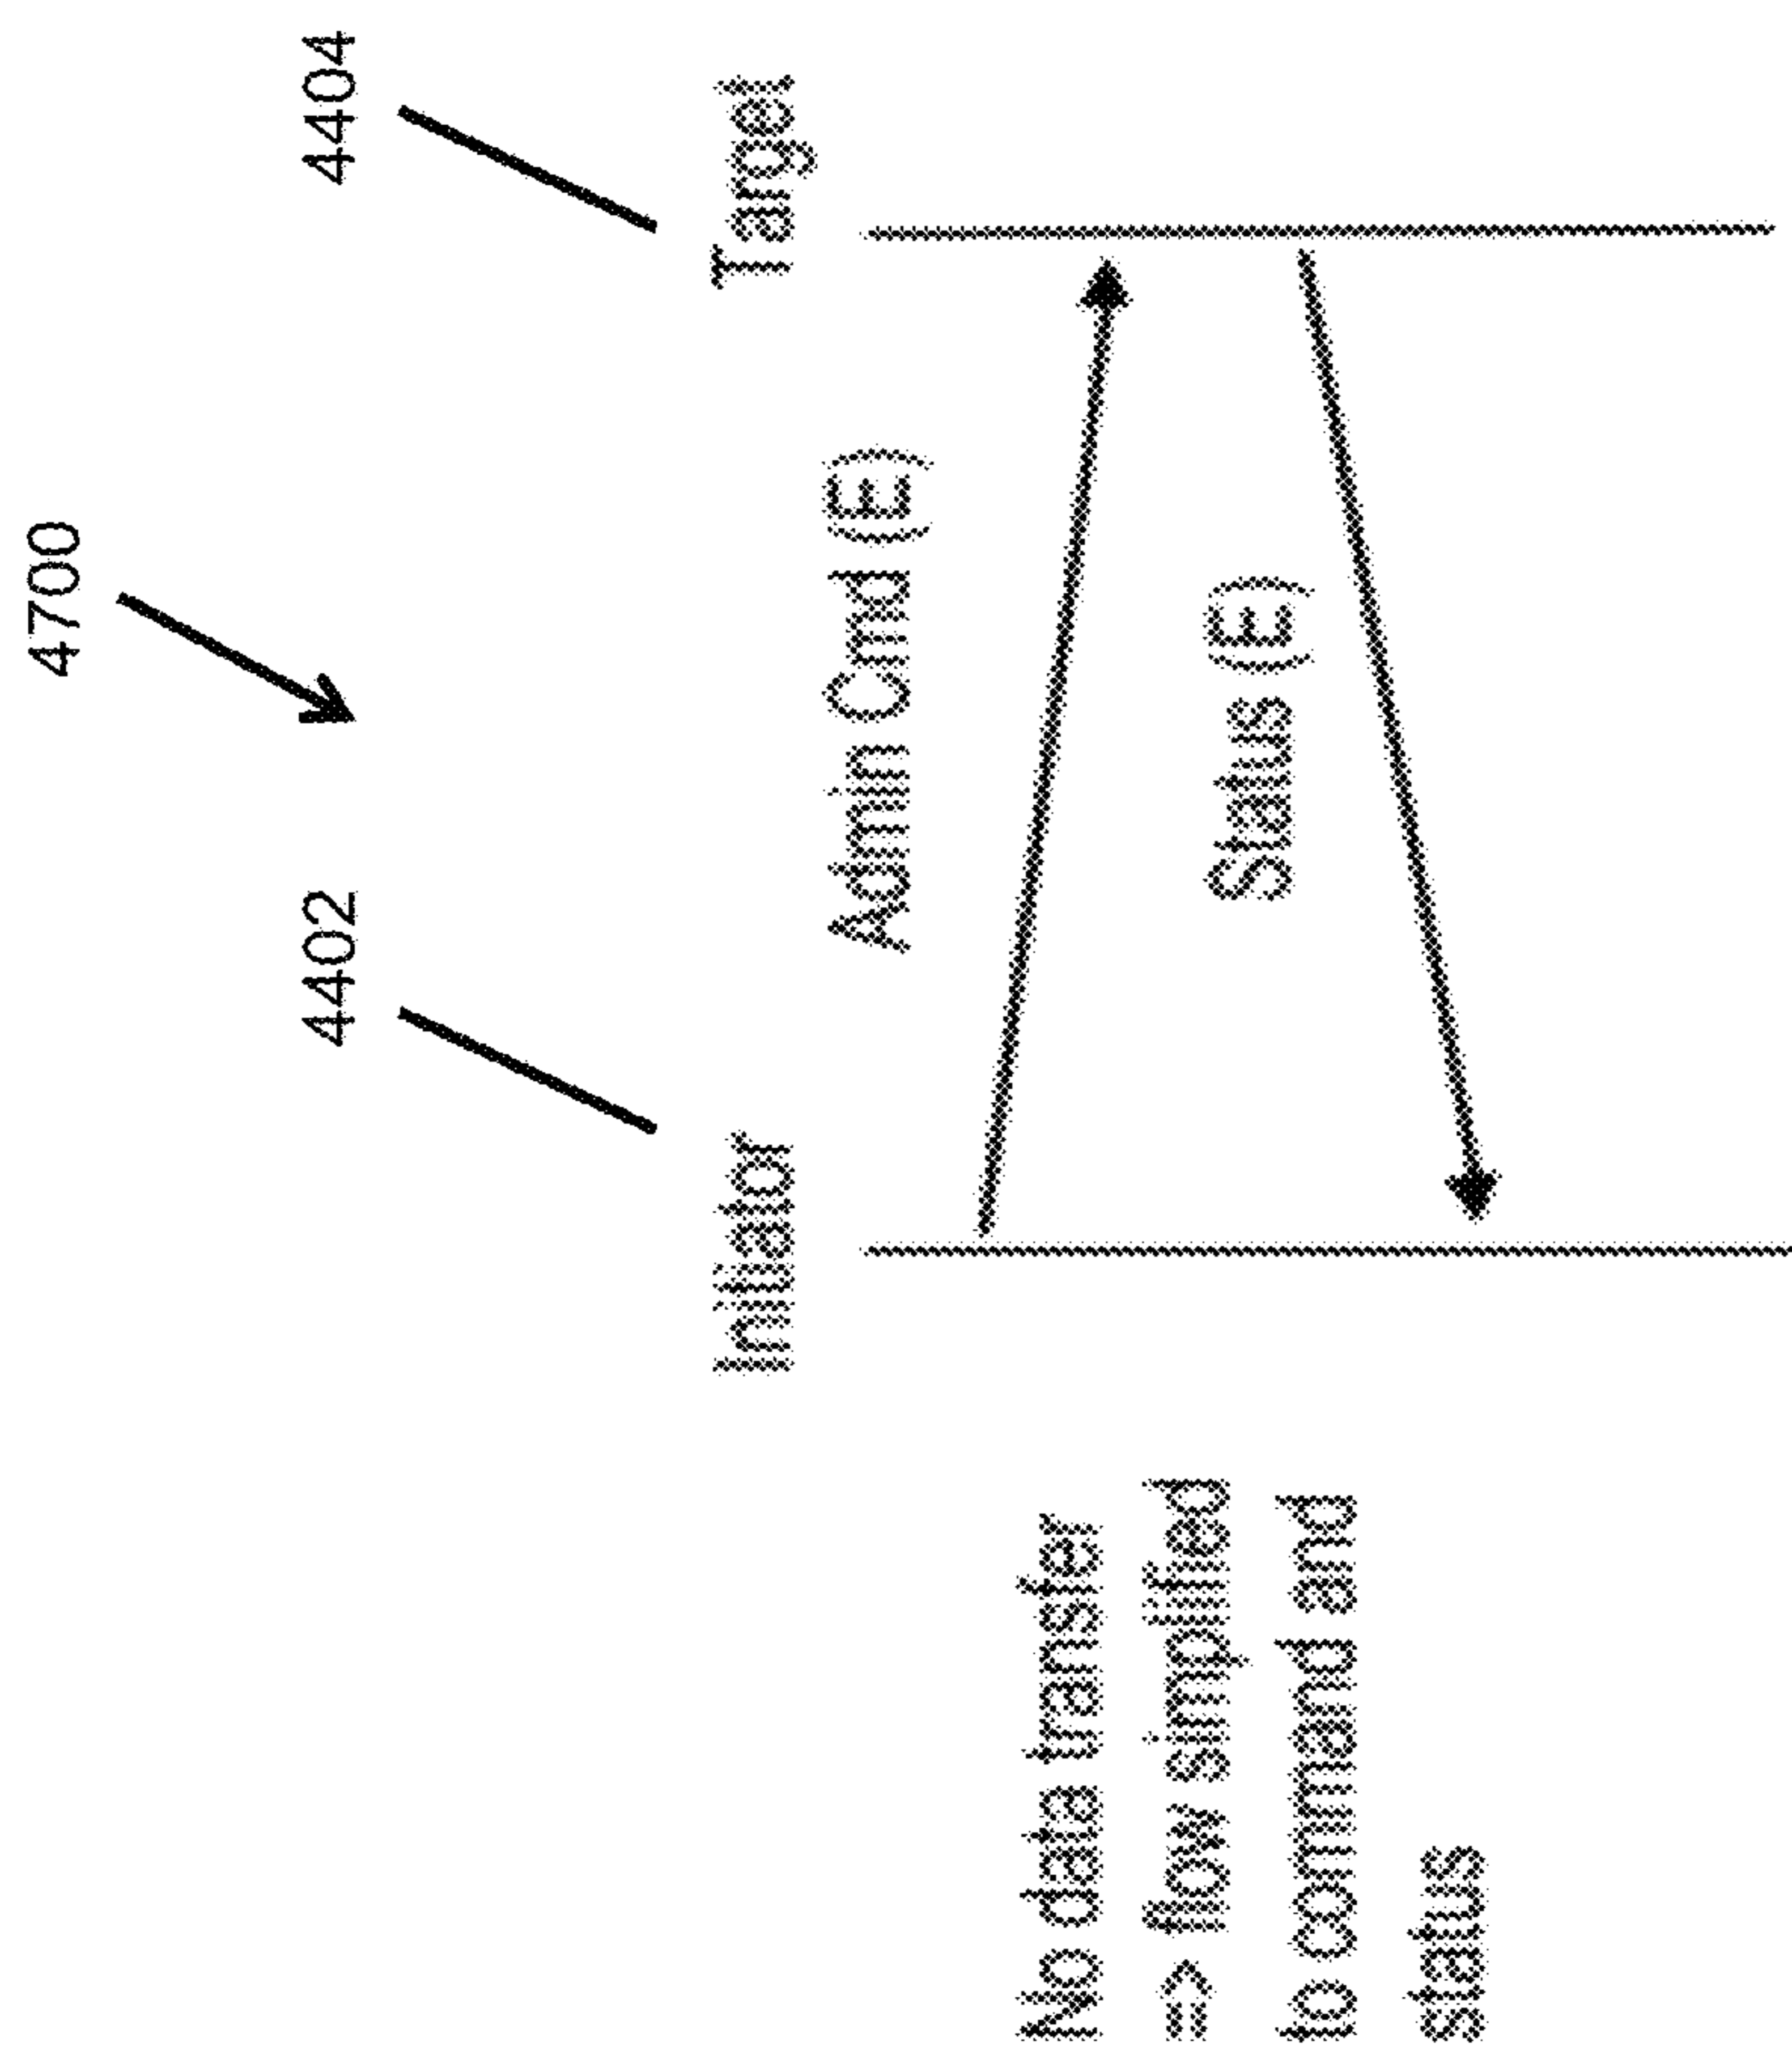 4700
4402
4404
Initiator
Target
Admin Cmd (E)
Status (E)
No data transfer
=> flow simplified
to command and
status